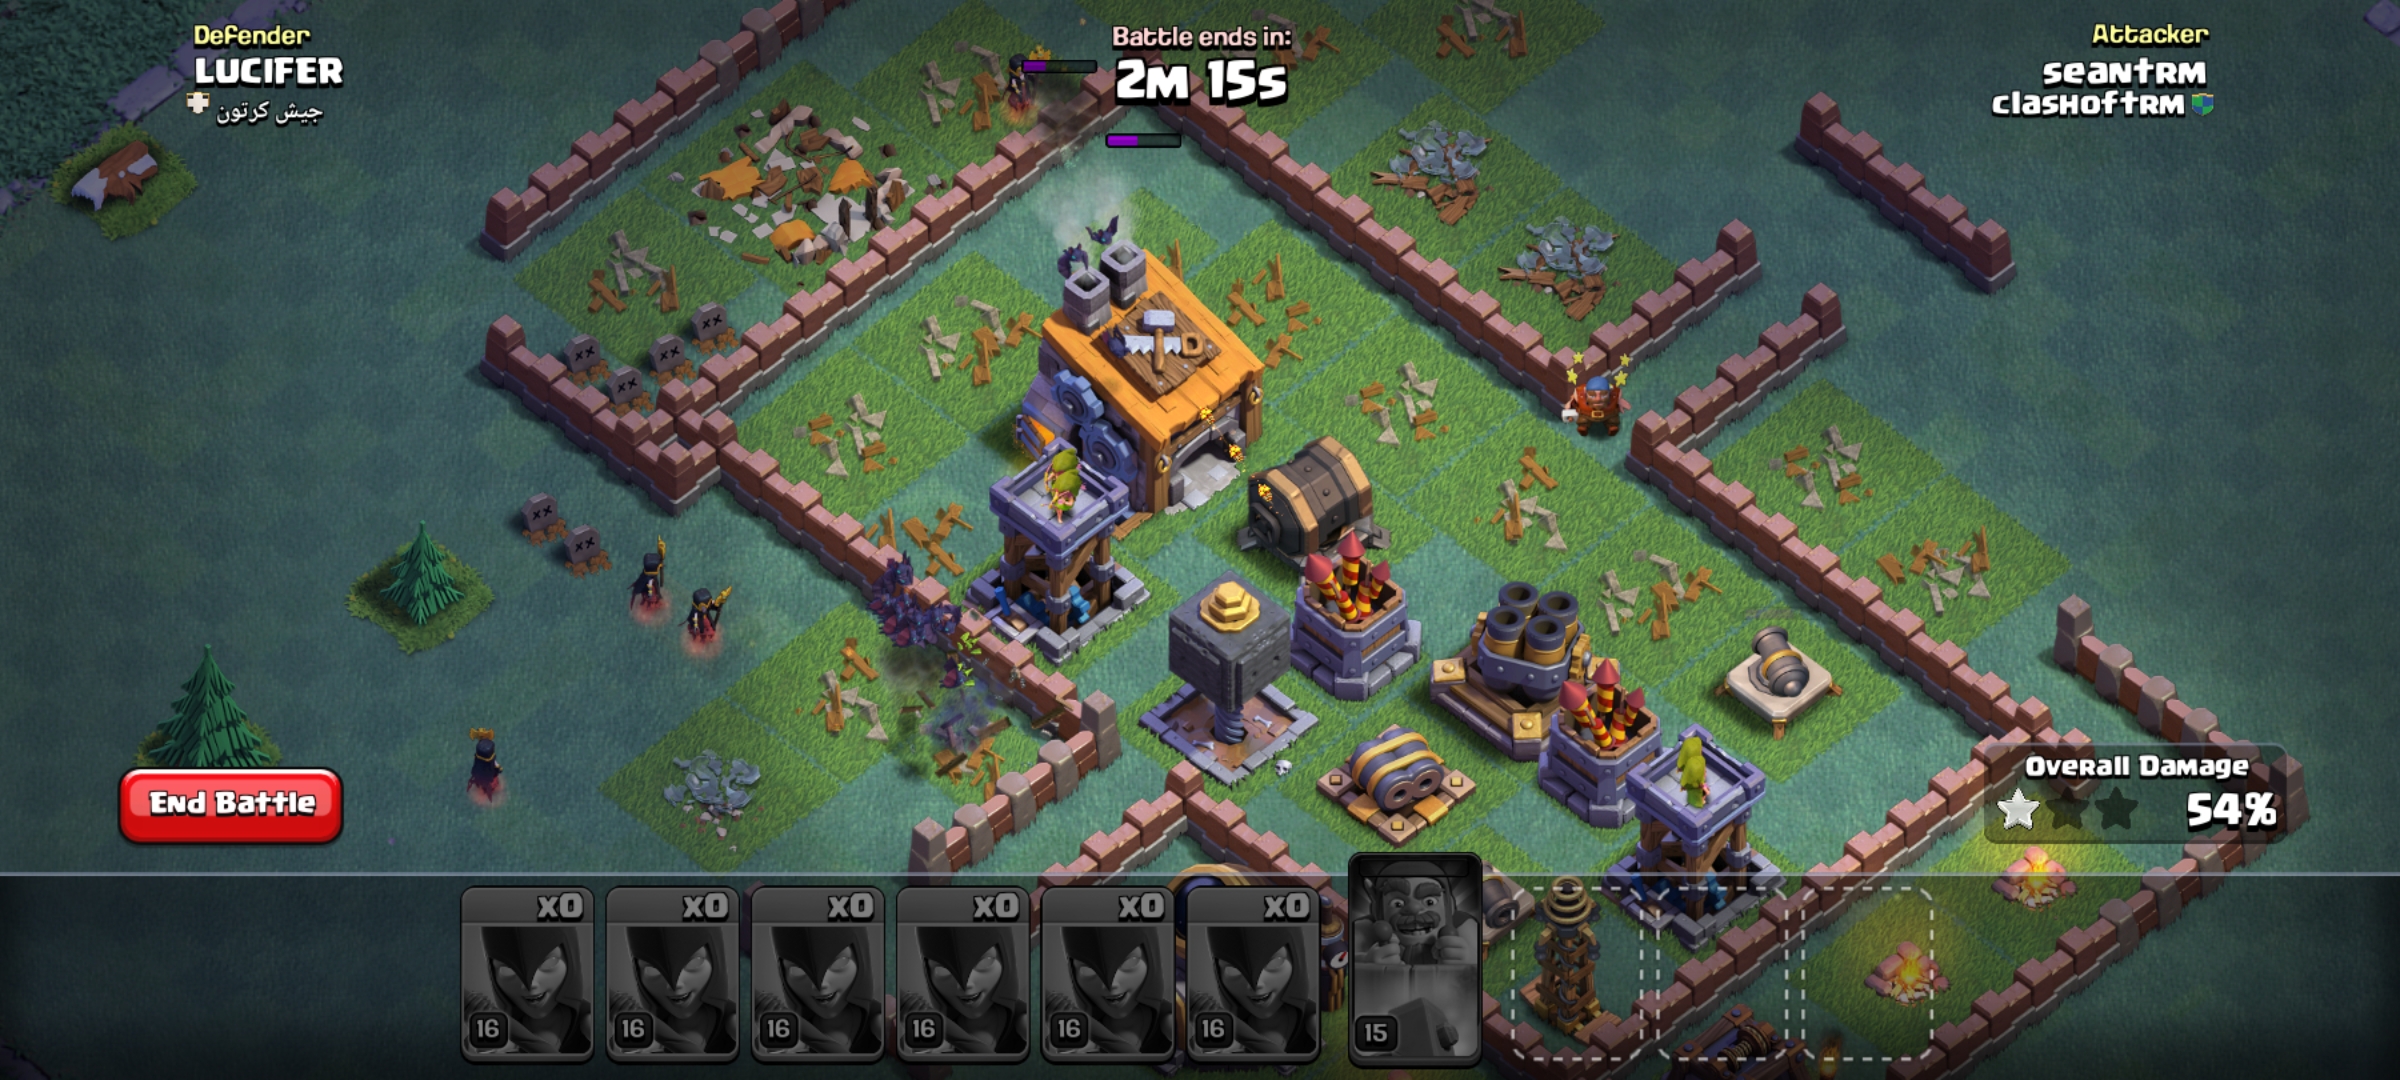 Defender
LUCIFER
جيش كرتون
Battle ends in:
2M 15s
Attacker
seantRM
clashoftRM
End Battle
Overall Damage
54%
x0
x0
x0
x0
x0
x0
16
16
16
16
16
16
15